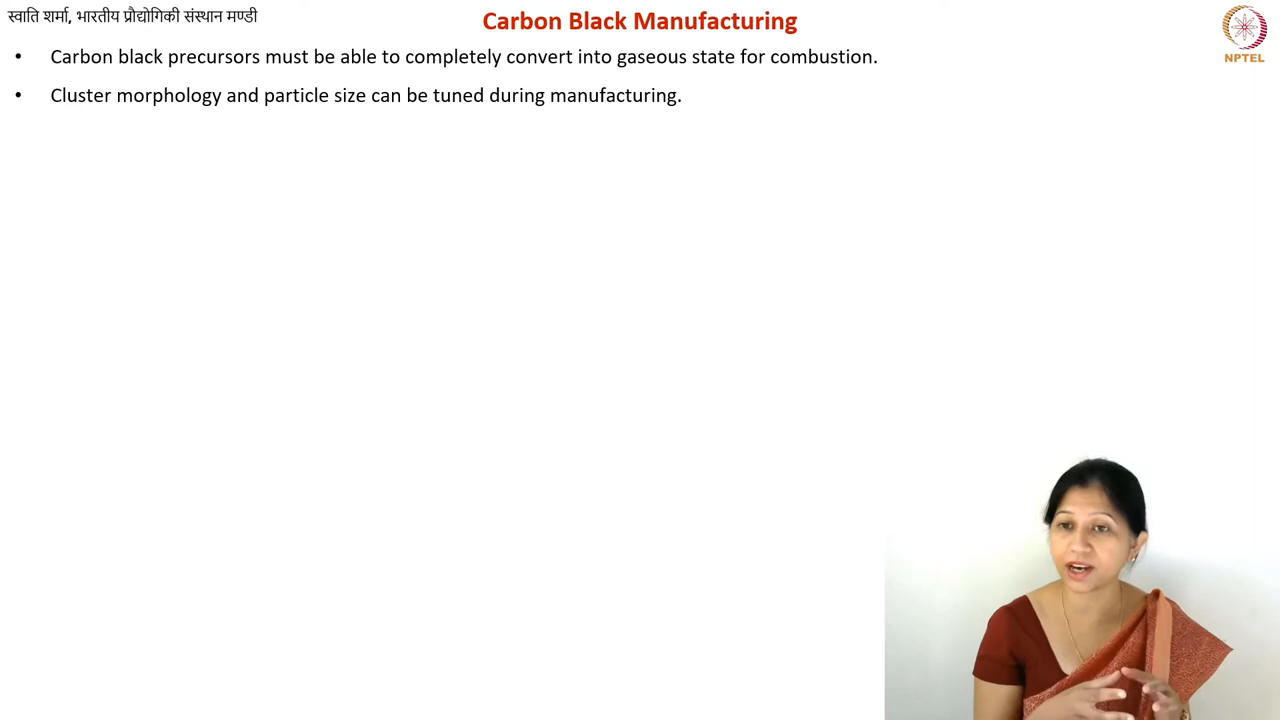 स्वाति शर्मा, भारतीय प्रौद्योगिकी संस्थान मण्डी
Carbon Black Manufacturing
NPTEL
• Carbon black precursors must be able to completely convert into gaseous state for combustion.
• Cluster morphology and particle size can be tuned during manufacturing.